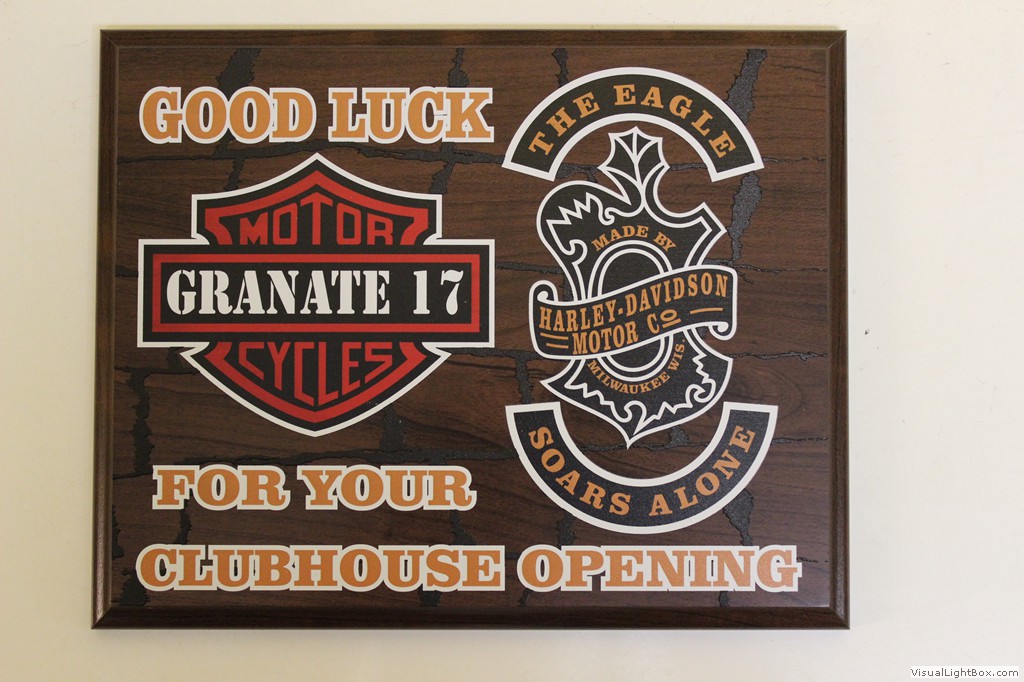 GOOD LUCK
MOTOR
GRANATE 17
CYCLES
THE EAGLE
MADE BY
HARLEY-DAVIDSON
MOTOR CO
MILWAUKEE WIS.
SOARS ALONE
FOR YOUR
CLUBHOUSE OPENING
VisualLightBox.com